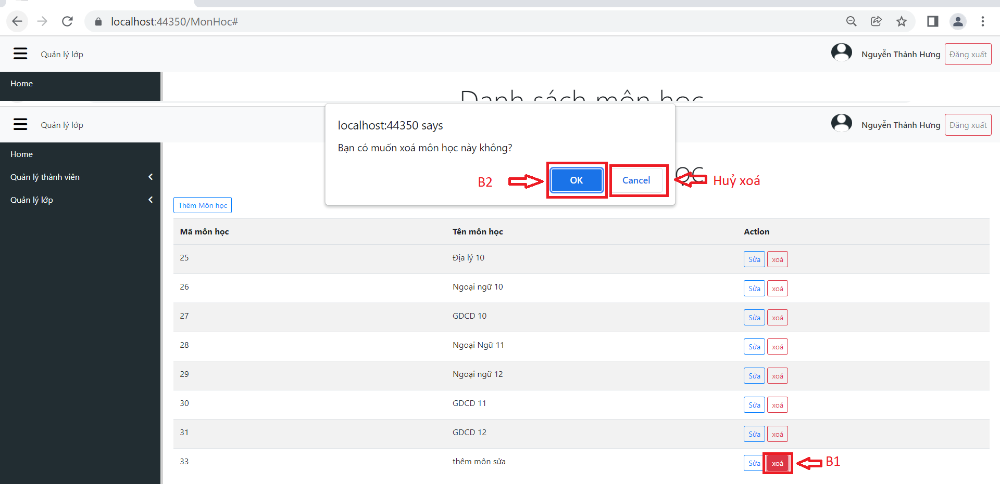 localhost:44350/MonHoc#
Quản lý lớp
Nguyễn Thành Hưng
Đăng xuất
Home
Danh sách môn học
Quản lý lớp
Nguyễn Thành Hưng
Đăng xuất
localhost:44350 says
Bạn có muốn xoá môn học này không?
Home
Quản lý thành viên
Quản lý lớp
B2
OK
Cancel
Huỷ xoá
Thêm Môn học
Mã môn học Tên môn học Action
25 Địa lý 10 Sửa xoá
26 Ngoại ngữ 10 Sửa xoá
27 GDCD 10 Sửa xoá
28 Ngoại Ngữ 11 Sửa xoá
29 Ngoại ngữ 12 Sửa xoá
30 GDCD 11 Sửa xoá
31 GDCD 12 Sửa xoá
33 thêm môn sửa Sửa xoá B1